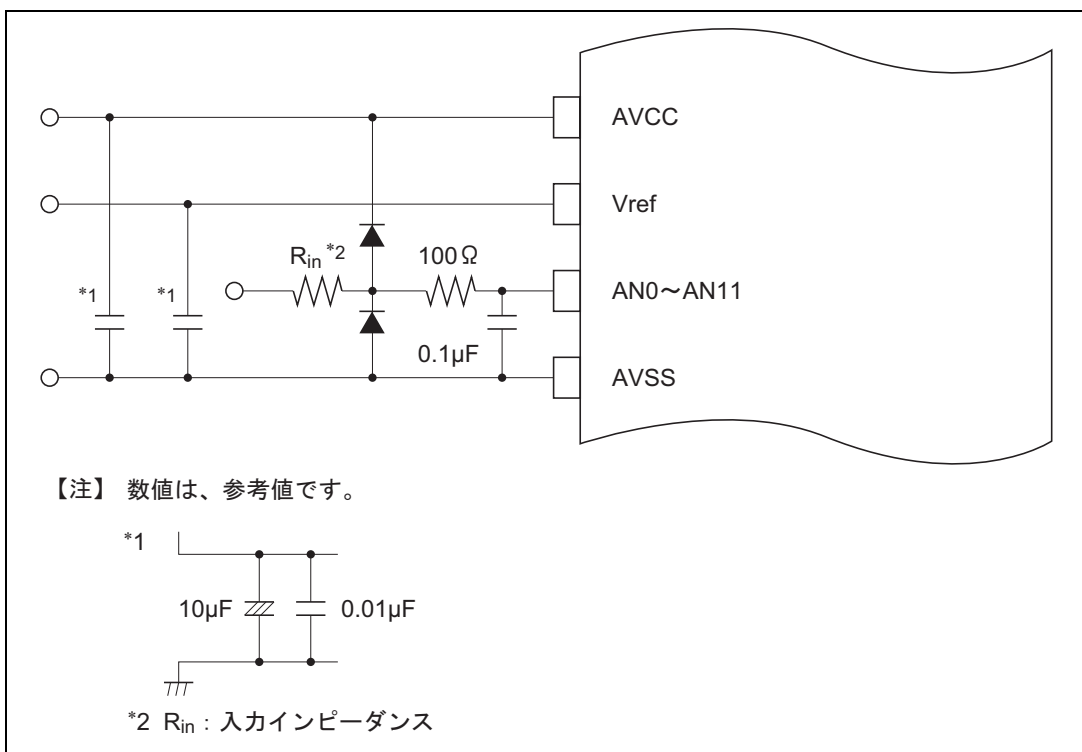 AVCC
Vref
Rin *2
100Ω
*1
*1
AN0～AN11
0.1μF
AVSS
【注】 数値は、参考値です。
*1
10μF
0.01μF
*2 Rin : 入力インピーダンス